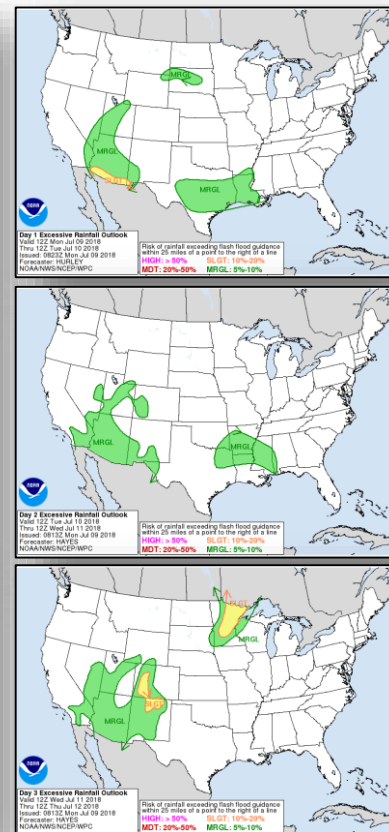 MRGL
MRGL
SLGT
MRGL
NOAA
Day 1 Excessive Rainfall Outlook
Valid 12Z Mon Jul 09 2018
Thru 12Z Tue Jul 10 2018
Issued: 0823Z Mon Jul 09 2018
Forecaster: HURLEY
NOAA/NWS/NCEP/WPC
Risk of rainfall exceeding flash flood guidance
within 25 miles of a point to the right of a line
HIGH: > 50% SLGT: 10%-20%
MDT: 20%-50% MRGL: 5%-10%
MRGL
MRGL
NOAA
Day 2 Excessive Rainfall Outlook
Valid 12Z Tue Jul 10 2018
Thru 12Z Wed Jul 11 2018
Issued: 0813Z Mon Jul 09 2018
Forecaster: HAYES
NOAA/NWS/NCEP/WPC
Risk of rainfall exceeding flash flood guidance
within 25 miles of a point to the right of a line
HIGH: > 50% SLGT: 10%-20%
MDT: 20%-50% MRGL: 5%-10%
SLGT
MRGL
SLGT
MRGL
NOAA
Day 3 Excessive Rainfall Outlook
Valid 12Z Wed Jul 11 2018
Thru 12Z Thu Jul 12 2018
Issued: 0813Z Mon Jul 09 2018
Forecaster: HAYES
NOAA/NWS/NCEP/WPC
Risk of rainfall exceeding flash flood guidance
within 25 miles of a point to the right of a line
HIGH: > 50% SLGT: 10%-20%
MDT: 20%-50% MRGL: 5%-10%